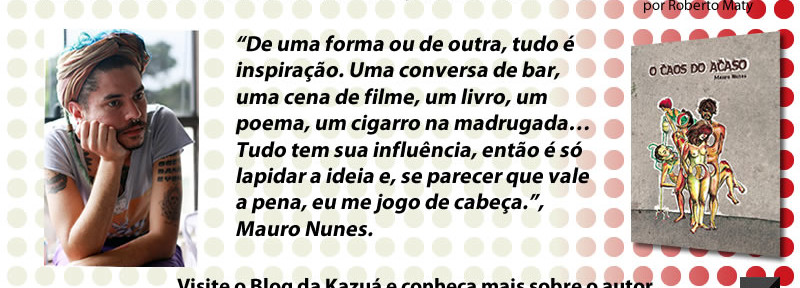 por Roberto Maty
“De uma forma ou de outra, tudo é
inspiração. Uma conversa de bar,
uma cena de filme, um livro, um
poema, um cigarro na madrugada…
Tudo tem sua influência, então é só
lapidar a ideia e, se parecer que vale
a pena, eu me jogo de cabeça.”,
Mauro Nunes.
O CAOS DO ACASO
Mauro Nunes
Visite o Blog da Kazuá e conheça mais sobre o autor